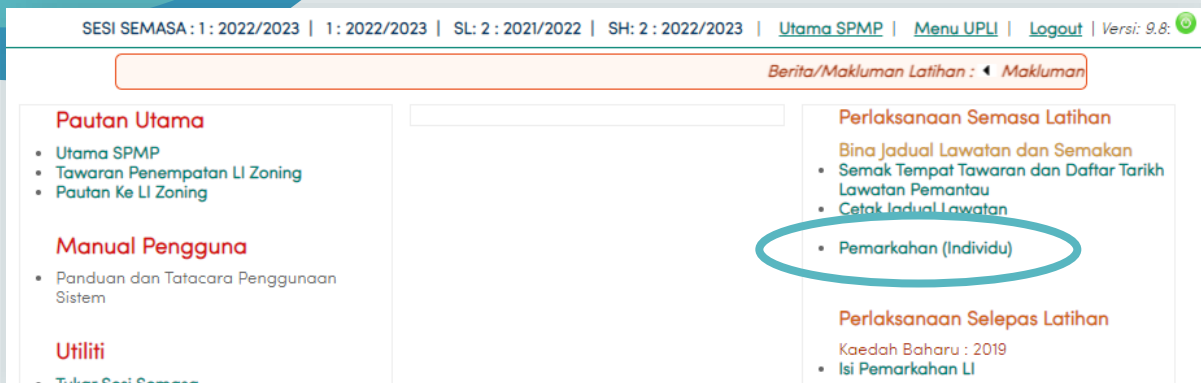 SESI SEMASA : 1 : 2022/2023 | 1 : 2022/2023 | SL: 2 : 2021/2022 | SH: 2 : 2022/2023 | Utama SPMP | Menu UPLI | Logout | Versi: 9.8:
Berita/Makluman Latihan : Makluman
Pautan Utama
• Utama SPMP
• Tawaran Penempatan LI Zoning
• Pautan Ke LI Zoning
Manual Pengguna
• Panduan dan Tatacara Penggunaan
Sistem
Utiliti
• Tukar Sesi Semasa
Perlaksanaan Semasa Latihan
Bina Jadual Lawatan dan Semakan
• Semak Tempat Tawaran dan Daftar Tarikh
Lawatan Pemantau
• Cetak Jadual Lawatan
• Pemarkahan (Individu)
Perlaksanaan Selepas Latihan
Kaedah Baharu : 2019
• Isi Pemarkahan LI